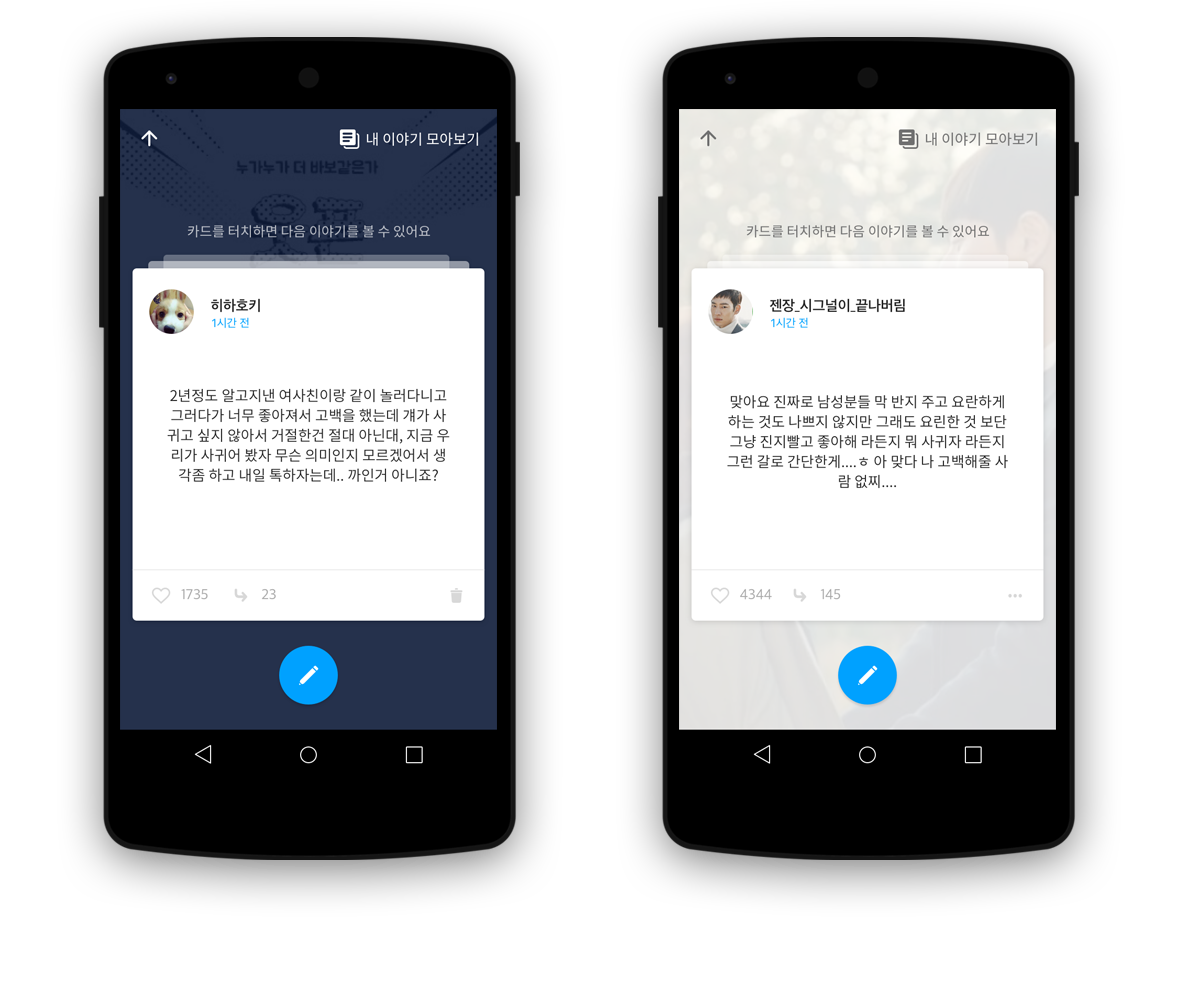 내 이야기 모아보기
누가누가 더 바보같은가
카드를 터치하면 다음 이야기를 볼 수 있어요
히하호키
1시간 전
2년정도 알고지낸 여사친이랑 같이 놀러다니고
그러다가 너무 좋아져서 고백을 했는데 걔가 사
귀고 싶지 않아서 거절한건 절대 아닌대, 지금 우
리가 사귀어 봤자 무슨 의미인지 모르겠어서 생
각좀 하고 내일 톡하자는데.. 까인거 아니죠?
1735 23
내 이야기 모아보기
카드를 터치하면 다음 이야기를 볼 수 있어요
젠장_시그널이_끝나버림
1시간 전
맞아요 진짜로 남성분들 막 반지 주고 요란하게
하는 것도 나쁘지 않지만 그래도 요린한 것 보단
그냥 진지빨고 좋아해 라든지 뭐 사귀자 라든지
그런 갈로 간단한게....ㅎ 아 맞다 나 고백해줄 사
람 없찌....
4344 145